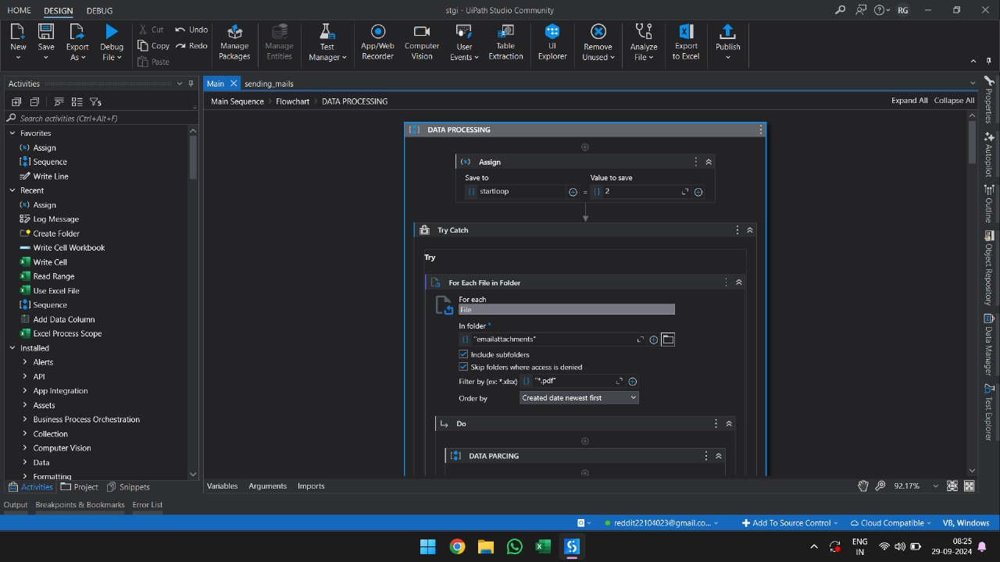 HOME DESIGN DEBUG
stgi - UiPath Studio Community
RG
New
Save
Export As
Debug File
Cut
Copy
Paste
Undo
Redo
Manage Packages
Manage Entities
Test Manager
App/Web Recorder
Computer Vision
User Events
Table Extraction
UI Explorer
Remove Unused
Analyze File
Export to Excel
Publish
Activities
Search activities (Ctrl+Alt+F)
Favorites
Assign
Sequence
Write Line
Recent
Assign
Log Message
Create Folder
Write Cell Workbook
Write Cell
Read Range
Use Excel File
Sequence
Add Data Column
Excel Process Scope
Installed
Alerts
API
App Integration
Assets
Business Process Orchestration
Collection
Computer Vision
Data
Formatting
Activities Project Snippets
Main sending_mails
Main Sequence > Flowchart > DATA PROCESSING
Expand All Collapse All
DATA PROCESSING
Assign
Save to Value to save
startloop = 2
Try Catch
Try
For Each File in Folder
For each
File
In folder *
"emailattachments"
Include subfolders
Skip folders where access is denied
Filter by (ex: *.xlsx) "*.pdf"
Order by Created date newest first
Do
DATA PARCING
Variables Arguments Imports
92.17%
Properties
Autopilot
Outline
Object Repository
Data Manager
Test Explorer
Output Breakpoints & Bookmarks Error List
reddit22104023@gmail.co...
Add To Source Control
Cloud Compatible
VB, Windows
ENG
IN
08:25
29-09-2024